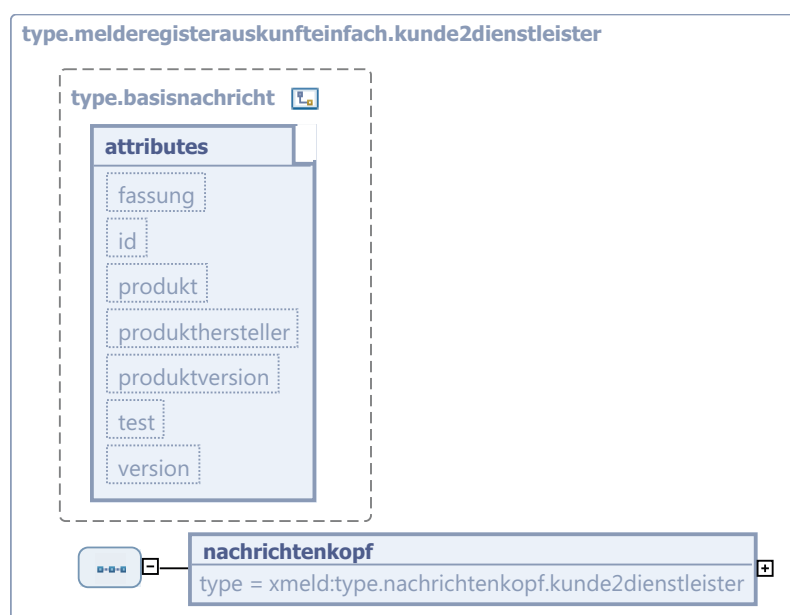 type.melderegisterauskunfteinfach.kunde2dienstleister
type.basisnachricht
attributes
fassung
id
produkt
produkthersteller
produktversion
test
version
nachrichtenkopf
type = xmeld:type.nachrichtenkopf.kunde2dienstleister